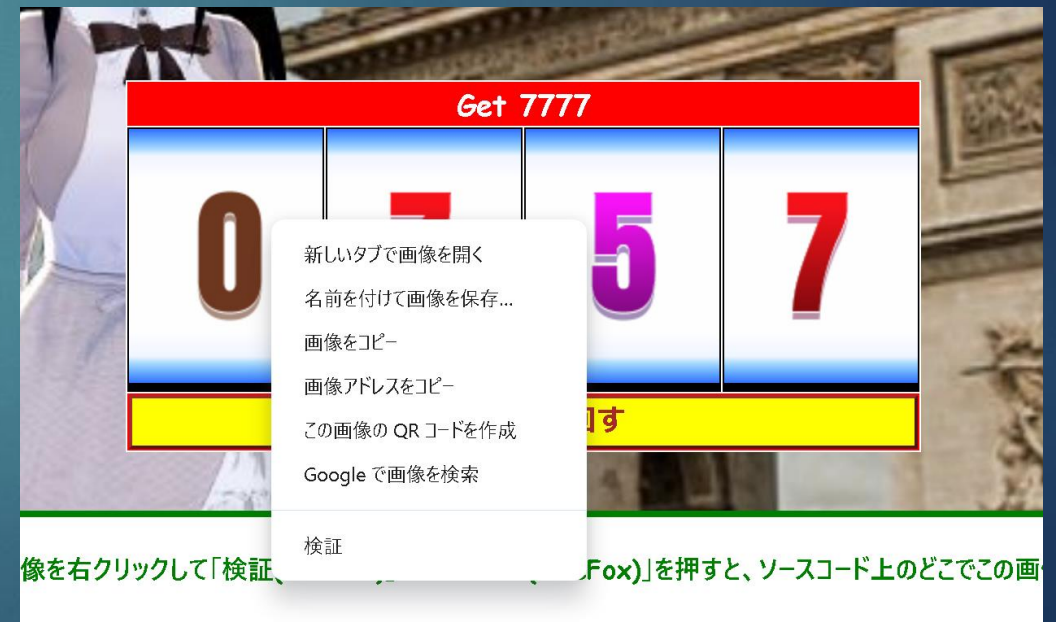 Get 7777
0 7 5 7
新しいタブで画像を開く
名前を付けて画像を保存...
画像をコピー
画像アドレスをコピー
この画像の QR コードを作成
Google で画像を検索
検証
す
像を右クリックして「検証
Fox)」を押すと、ソースコード上のどこでこの画